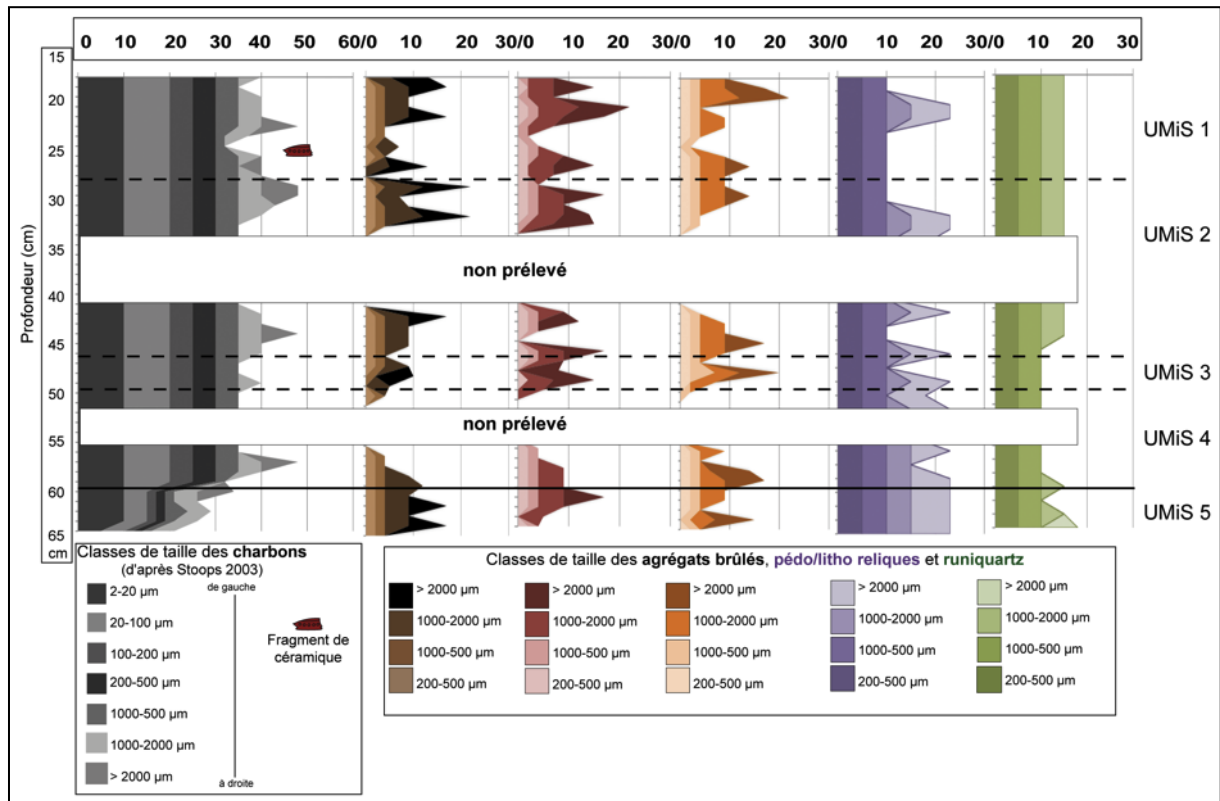 0 10 20 30 40 50 60/0 10 20 30/0 10 20 30/0 10 20 30/0 10 20 30/0 10 20 30
15
20
25
30
35
40
45
50
55
60
65
cm
Profondeur (cm)
UMiS 1
UMiS 2
UMiS 3
UMiS 4
UMiS 5
non prélevé
non prélevé
Classes de taille des charbons
(d'après Stoops 2003)
de gauche
2-20 µm
20-100 µm
100-200 µm
200-500 µm
1000-500 µm
1000-2000 µm
> 2000 µm
à droite
Fragment de
céramique
Classes de taille des agrégats brûlés, pédo/litho reliques et runiquartz
> 2000 µm > 2000 µm > 2000 µm > 2000 µm > 2000 µm
1000-2000 µm 1000-2000 µm 1000-2000 µm 1000-2000 µm 1000-2000 µm
1000-500 µm 1000-500 µm 1000-500 µm 1000-500 µm 1000-500 µm
200-500 µm 200-500 µm 200-500 µm 200-500 µm 200-500 µm